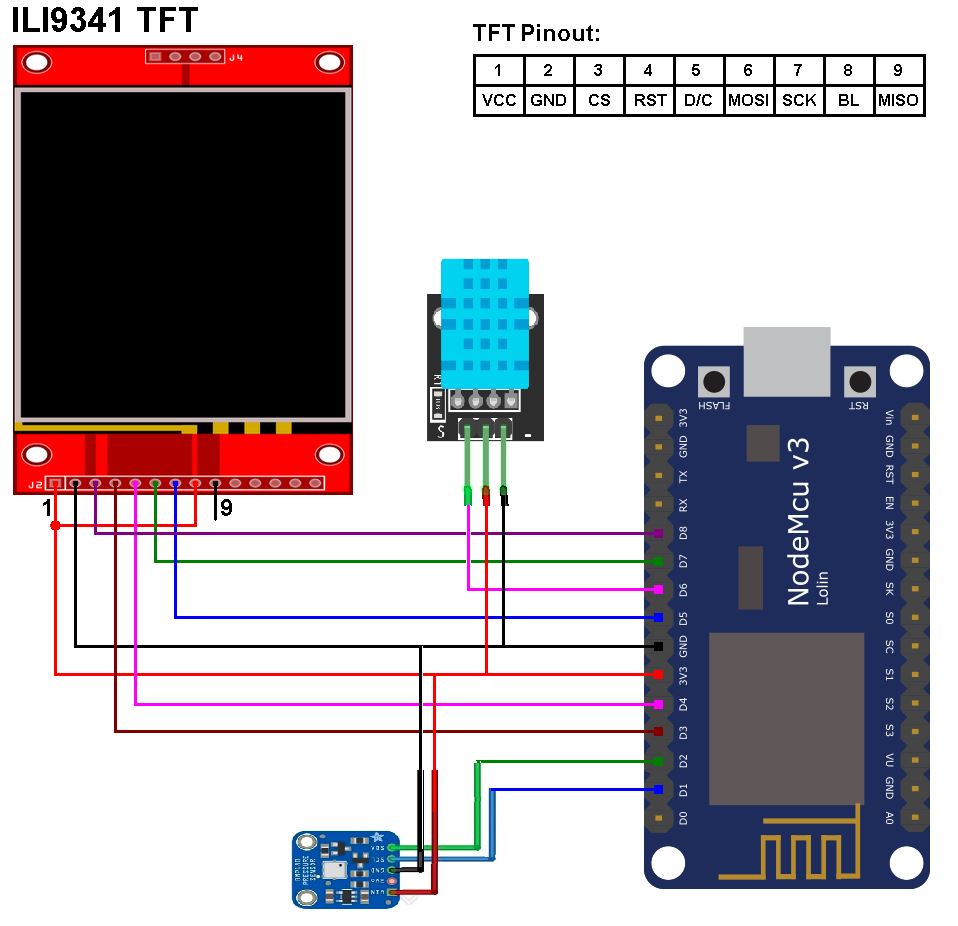 ILI9341 TFT
TFT Pinout:
1 2 3 4 5 6 7 8 9
VCC GND CS RST D/C MOSI SCK BL MISO
J4
J2
1
9
S
-
FLASH
RST
3V3
GND
TX
RX
D8
D7
D6
D5
GND
3V3
D4
D3
D2
D1
D0
NodeMcu v3
Lolin
Vin
GND
RST
EN
3V3
GND
SK
S0
SC
S1
S2
S3
VU
GND
A0
PRESSURE
SENSOR
SDA
SCL
GND
VIN